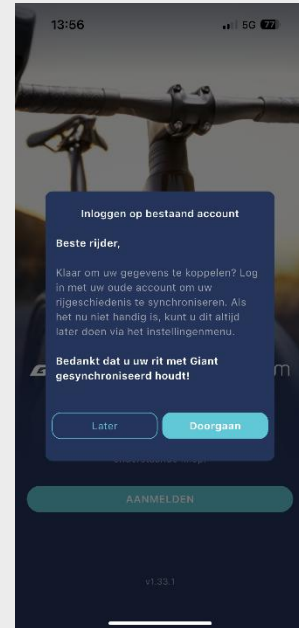 13:56
5G 77
Inloggen op bestaand account
Beste rijder,
Klaar om uw gegevens te koppelen? Log
in met uw oude account om uw
rijgeschiedenis te synchroniseren. Als
het nu niet handig is, kunt u dit altijd
later doen via het instellingenmenu.
Bedankt dat u uw rit met Giant
gesynchroniseerd houdt!
Later
Doorgaan
AANMELDEN
v1.33.1